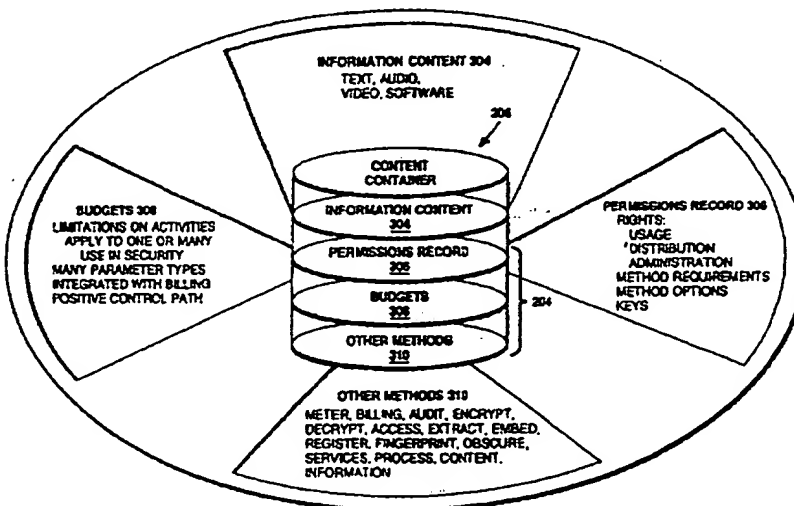 INFORMATION CONTENT 304
TEXT, AUDIO,
VIDEO, SOFTWARE
CONTENT
CONTAINER
INFORMATION CONTENT
304
PERMISSIONS RECORD
BUDGETS
308
OTHER METHODS
310
204
BUDGETS 308
LIMITATIONS ON ACTIVITIES
APPLY TO ONE OR MANY
USE IN SECURITY
MANY PARAMETER TYPES
INTEGRATED WITH BILLING
POSITIVE CONTROL PATH
PERMISSIONS RECORD
RIGHTS:
USAGE
DISTRIBUTION
ADMINISTRATION
METHOD REQUIREMENTS
METHOD OPTIONS
KEYS
OTHER METHODS 310
METER, BILLING, AUDIT, ENCRYPT,
DECRYPT, ACCESS, EXTRACT, EMBED,
REGISTER, FINGERPRINT, OBSCURE,
SERVICES, PROCESS, CONTENT,
INFORMATION